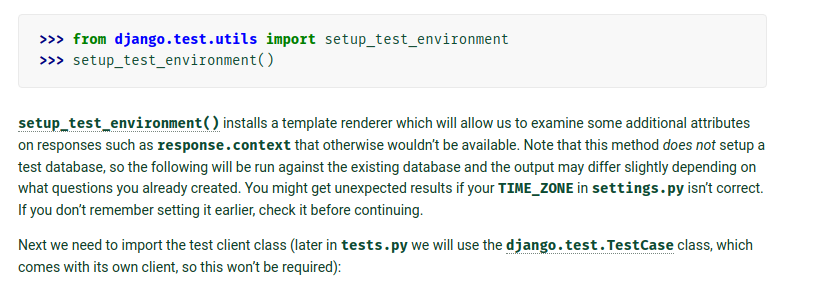 >>> from django.test.utils import setup_test_environment
>>> setup_test_environment()
setup_test_environment() installs a template renderer which will allow us to examine some additional attributes
on responses such as response.context that otherwise wouldn’t be available. Note that this method does not setup a
test database, so the following will be run against the existing database and the output may differ slightly depending on
what questions you already created. You might get unexpected results if your TIME_ZONE in settings.py isn’t correct.
If you don’t remember setting it earlier, check it before continuing.
Next we need to import the test client class (later in tests.py we will use the django.test.TestCase class, which
comes with its own client, so this won’t be required):